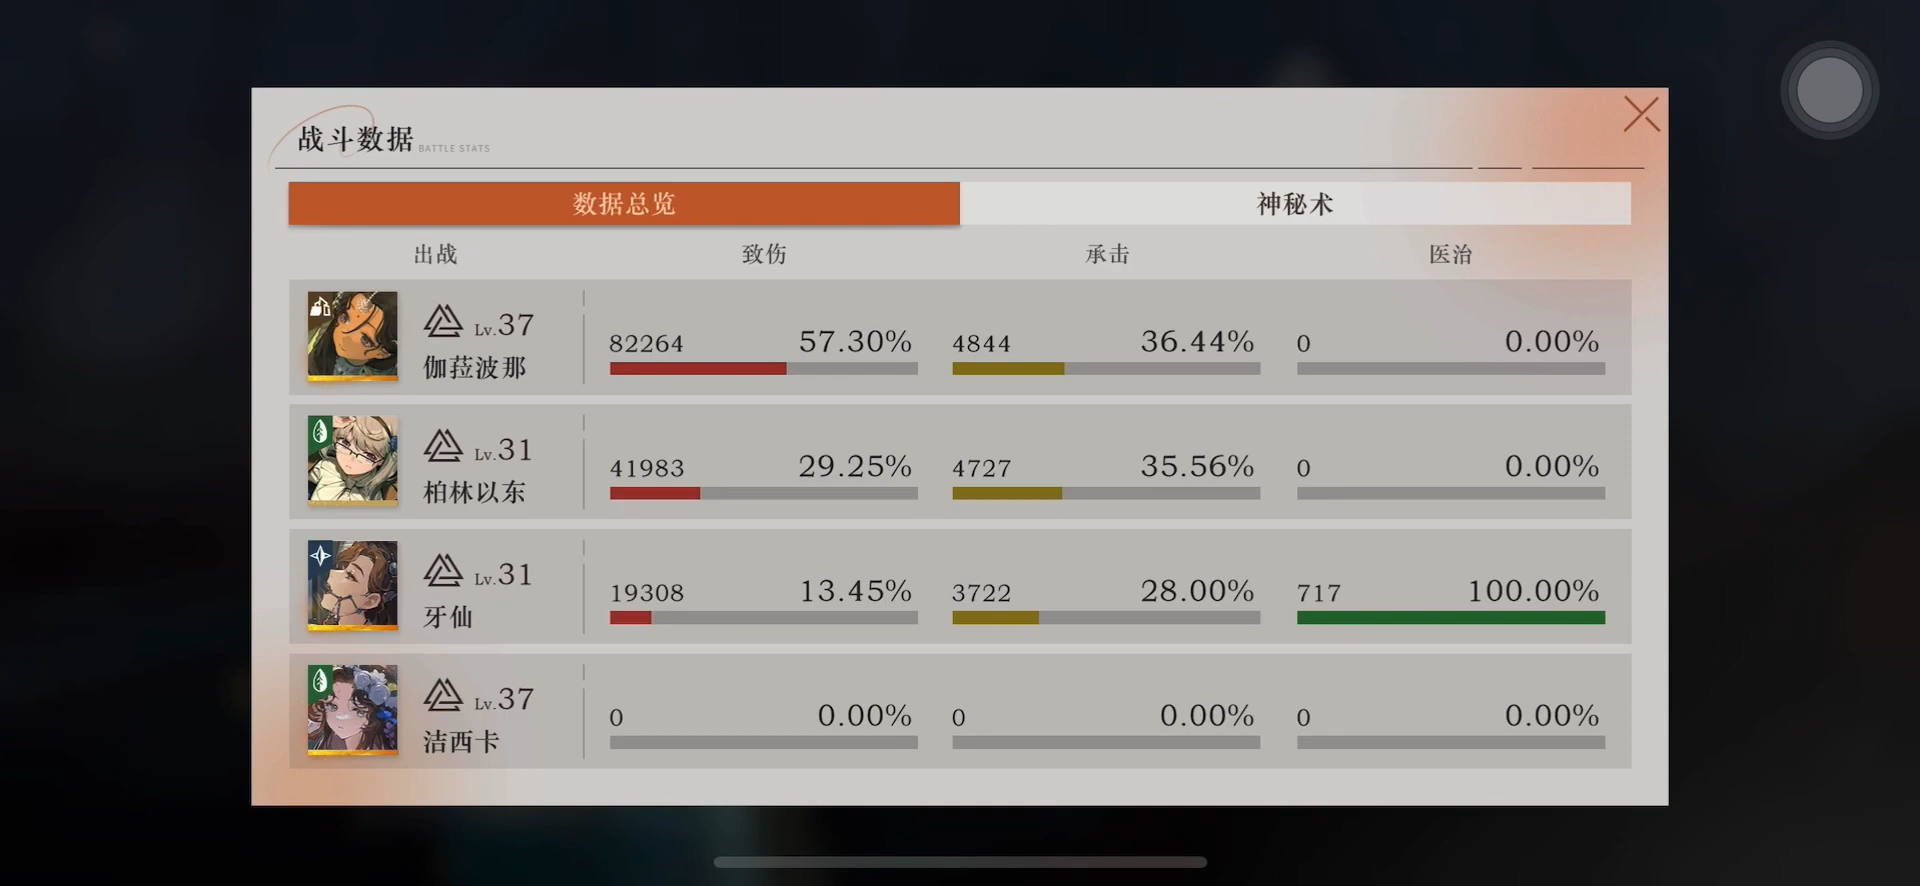 战斗数据 BATTLE STATS
数据总览 神秘术
出战 致伤 承击 医治
Lv.37
伽菈波那
82264 57.30% 4844 36.44% 0 0.00%
Lv.31
柏林以东
41983 29.25% 4727 35.56% 0 0.00%
Lv.31
牙仙
19308 13.45% 3722 28.00% 717 100.00%
Lv.37
洁西卡
0 0.00% 0 0.00% 0 0.00%